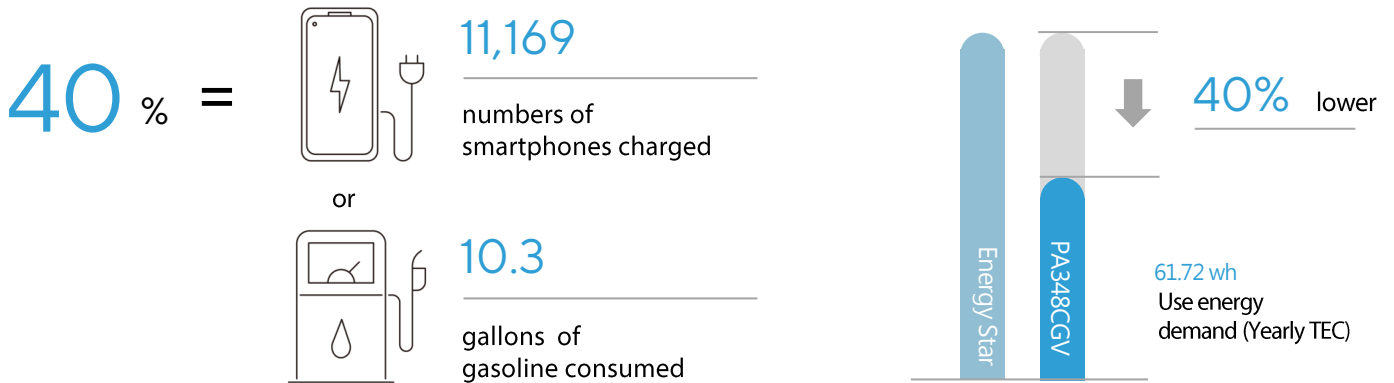 40 % =
11,169
numbers of
smartphones charged
or
10.3
gallons of
gasoline consumed
Energy Star
PA348CGV
40% lower
61.72 wh
Use energy
demand (Yearly TEC)